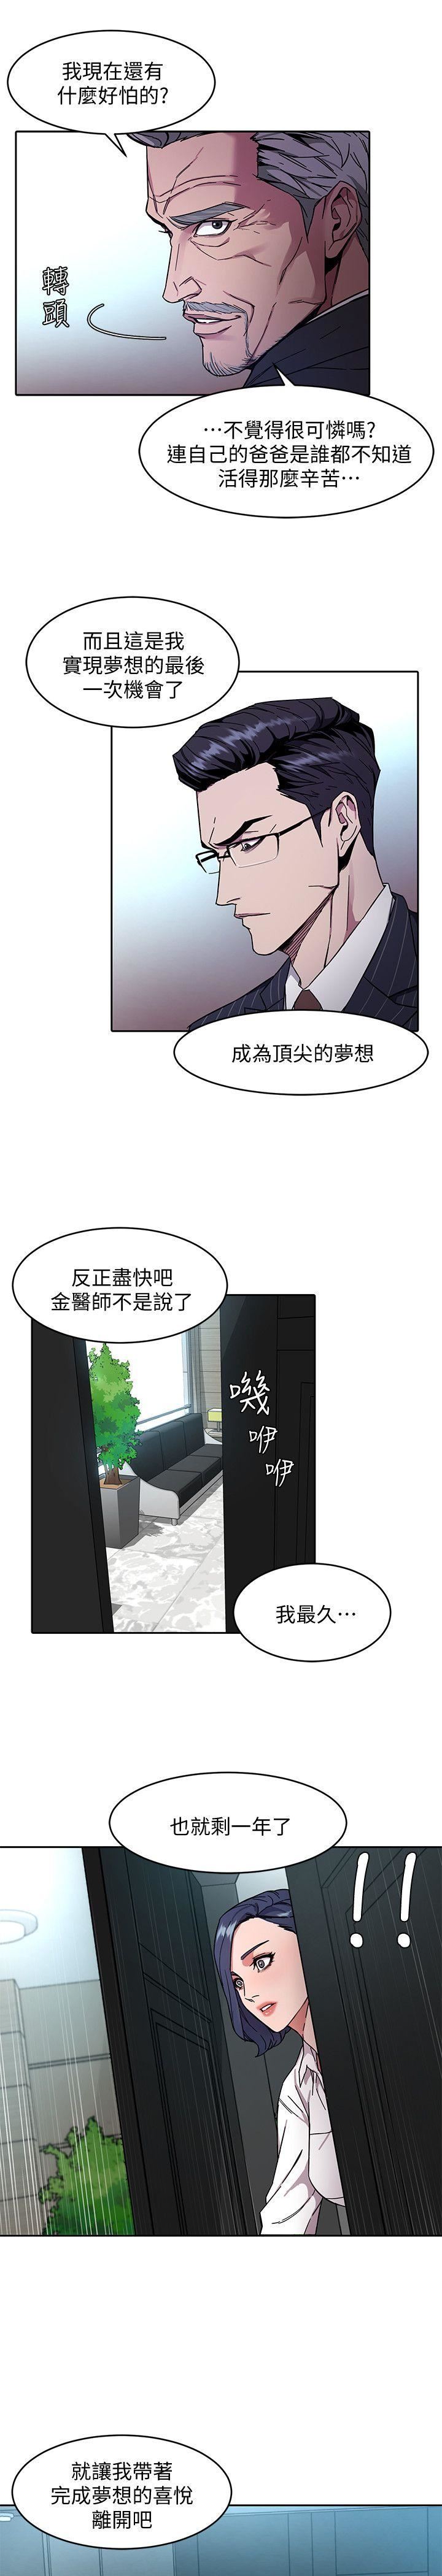 我現在還有
什麼好怕的?
轉頭
…不覺得很可憐嗎?
連自己的爸爸是誰都不知道
活得那麼辛苦…
而且這是我
實現夢想的最後
一次機會了
成為頂尖的夢想
反正盡快吧
金醫師不是說了
嘰
咿
咿
我最久…
也就剩一年了
!!
就讓我帶著
完成夢想的喜悅
離開吧